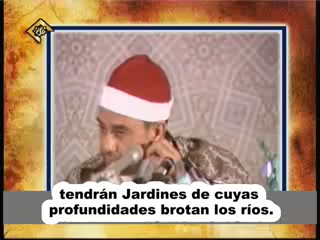 tendrán Jardines de cuyas
profundidades brotan los ríos.